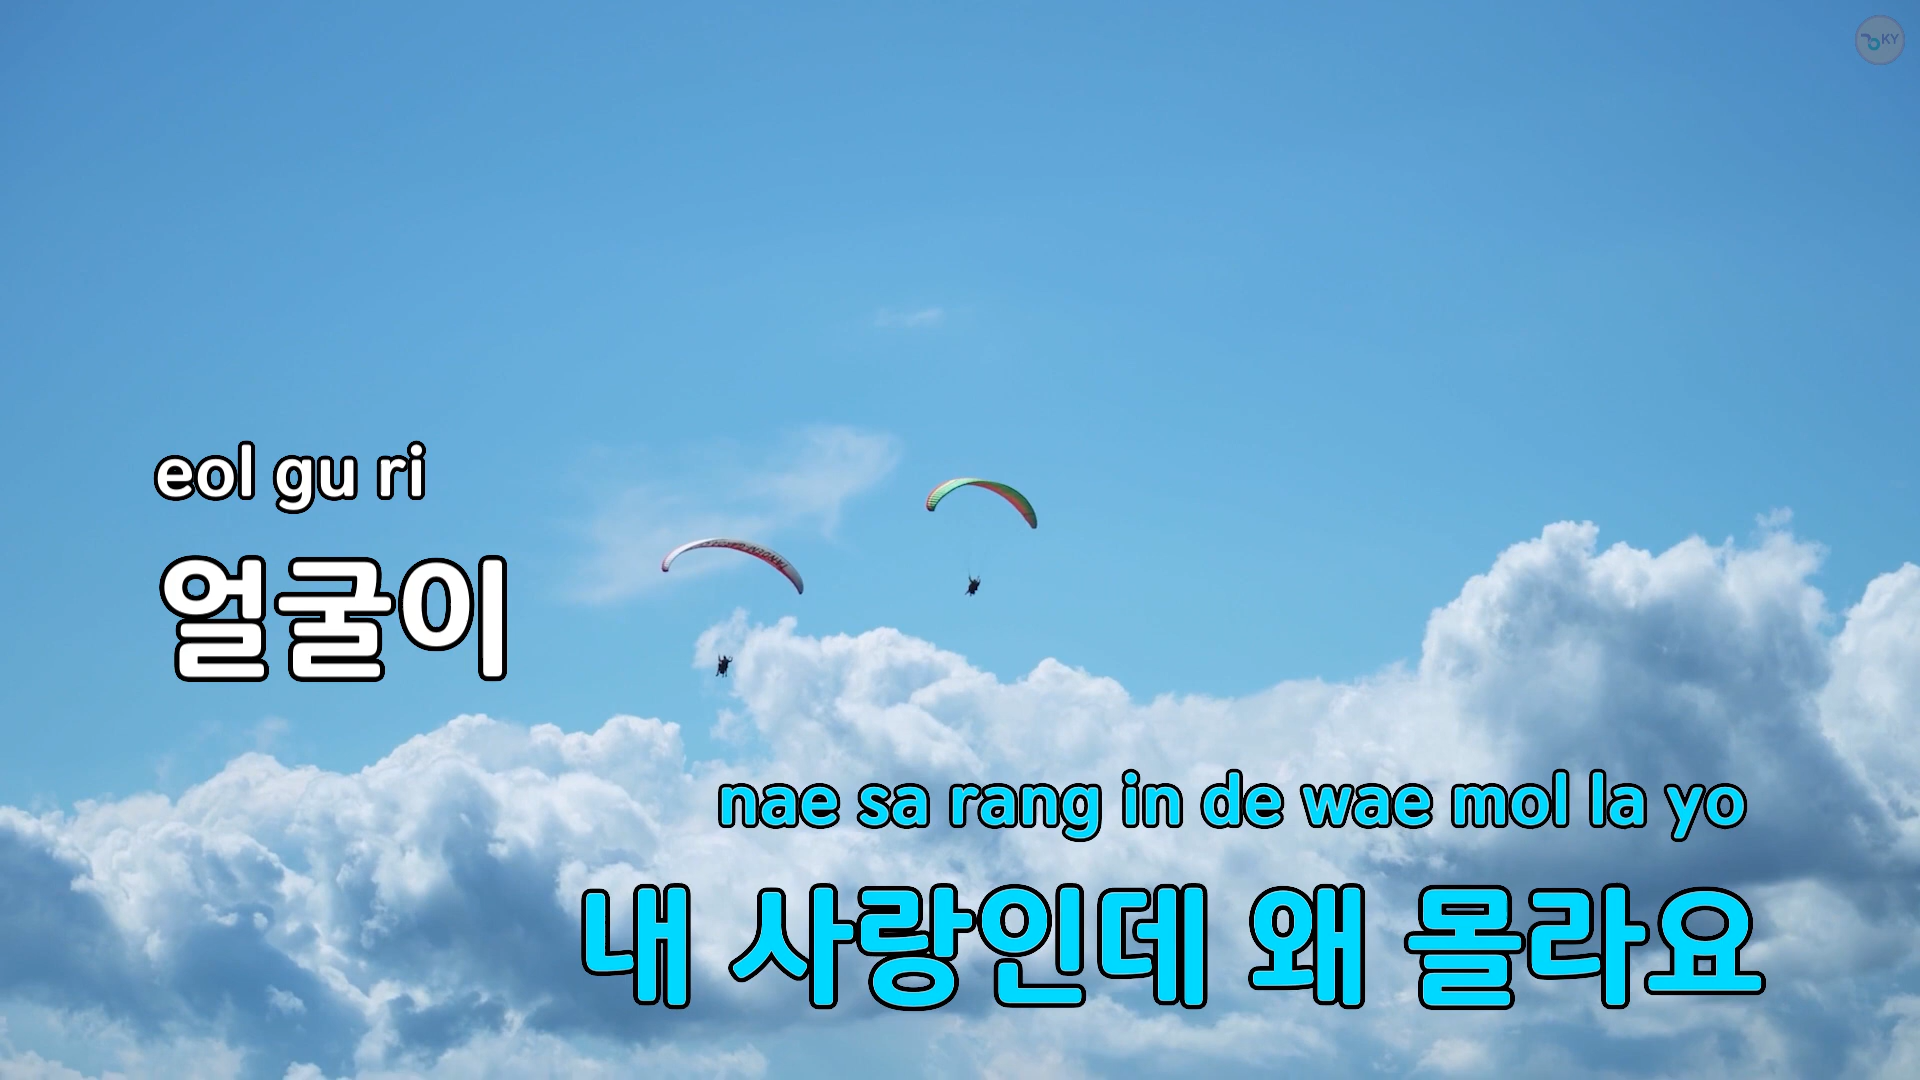 KY
eol gu ri
얼굴이
nae sa rang in de wae mol la yo
내 사랑인데 왜 몰라요